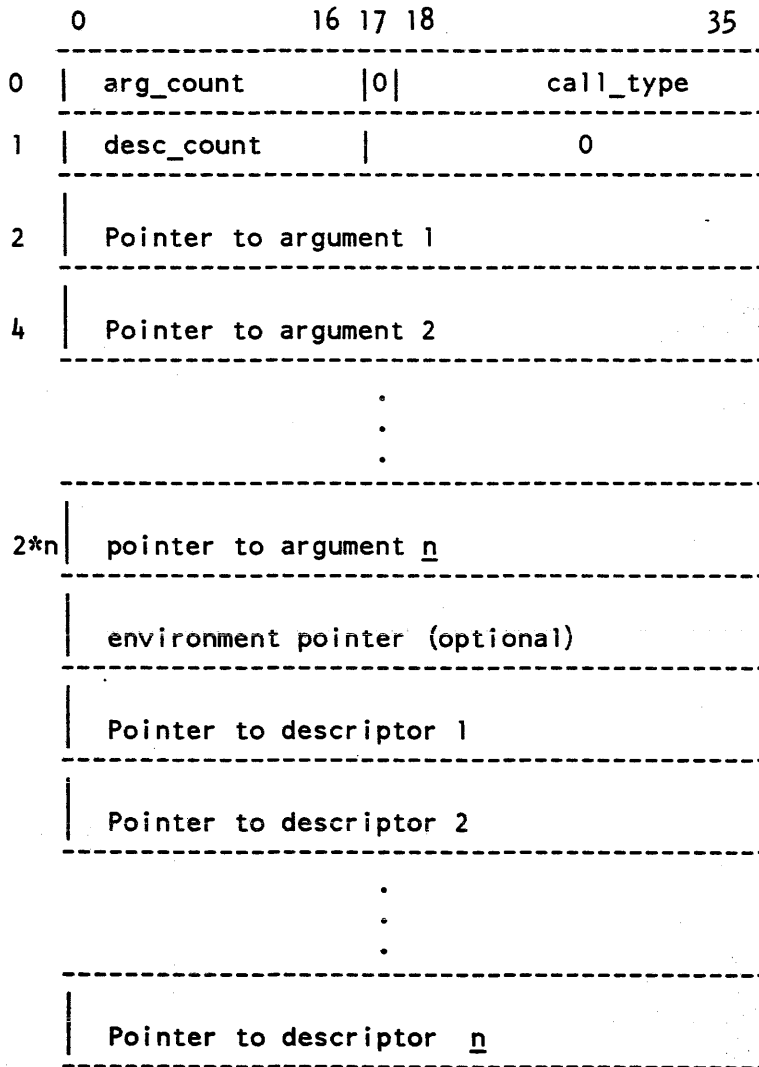 0 16 17 18 35
0 | arg_count |0| call_type
1 | desc_count | 0
2 | Pointer to argument 1
4 | Pointer to argument 2
.
.
.
2*n| pointer to argument n
| environment pointer (optional)
| Pointer to descriptor 1
| Pointer to descriptor 2
.
.
.
| Pointer to descriptor n